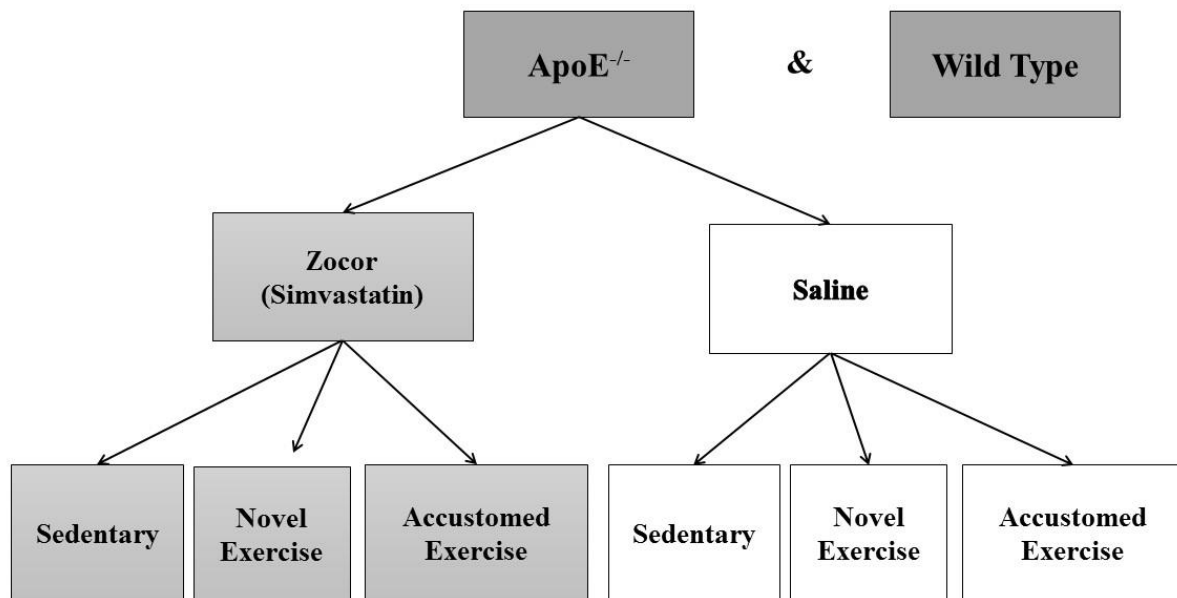 ApoE-/-
&
Wild Type
Zocor
(Simvastatin)
Saline
Sedentary
Novel
Exercise
Accustomed
Exercise
Sedentary
Novel
Exercise
Accustomed
Exercise